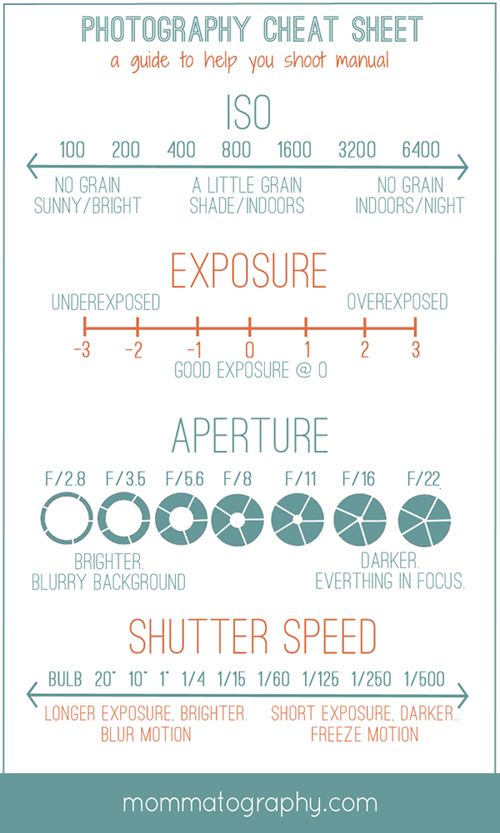 PHOTOGRAPHY CHEAT SHEET
a guide to help you shoot manual
ISO
100 200 400 800 1600 3200 6400
NO GRAIN
SUNNY/BRIGHT
A LITTLE GRAIN
SHADE/INDOORS
NO GRAIN
INDOORS/NIGHT
EXPOSURE
UNDEREXPOSED OVEREXPOSED
-3 -2 -1 0 1 2 3
GOOD EXPOSURE @ 0
APERTURE
F/2.8 F/3.5 F/5.6 F/8 F/11 F/16 F/22
BRIGHTER.
BLURRY BACKGROUND
DARKER.
EVERTHING IN FOCUS.
SHUTTER SPEED
BULB 20" 10" 1" 1/4 1/15 1/60 1/125 1/250 1/500
LONGER EXPOSURE, BRIGHTER.
BLUR MOTION
SHORT EXPOSURE, DARKER..
FREEZE MOTION
mommatography.com